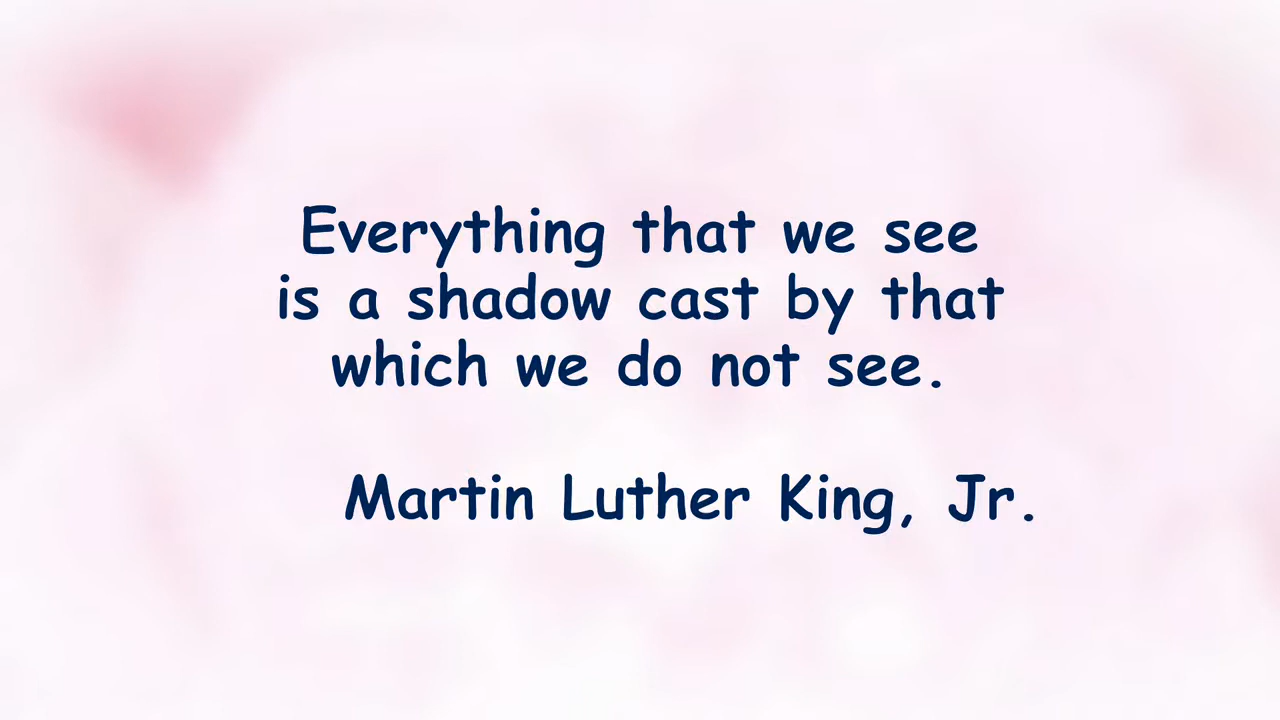 Everything that we see
is a shadow cast by that
which we do not see.
Martin Luther King, Jr.